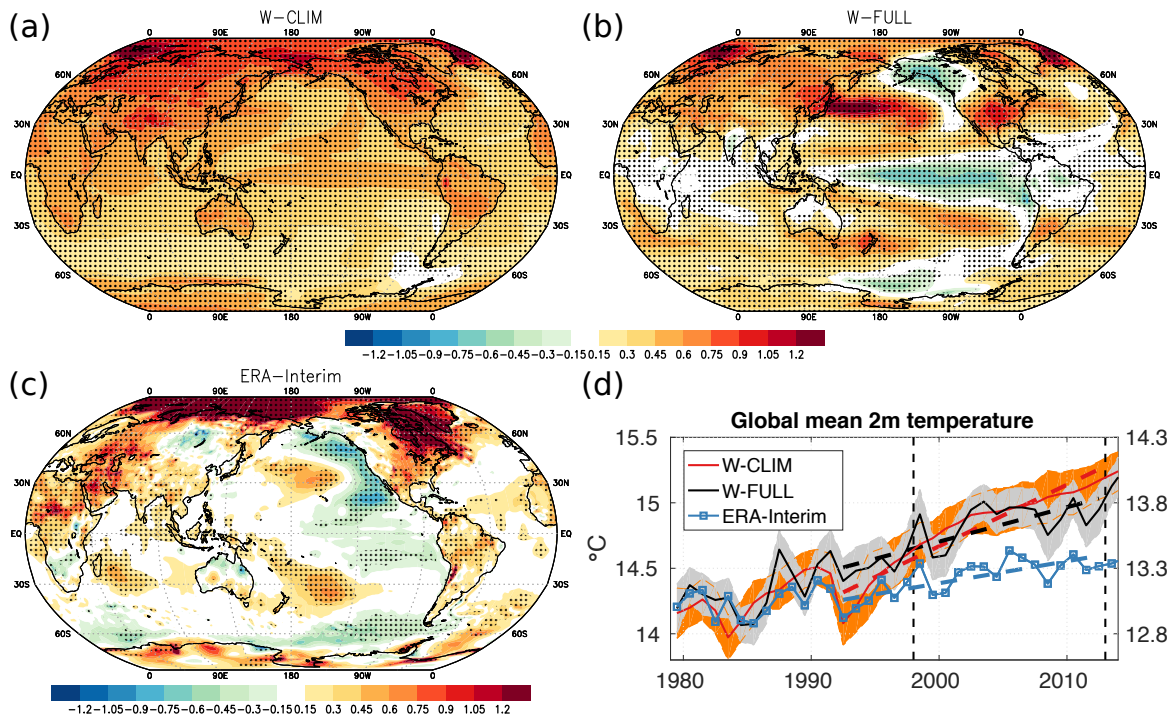 (a) W-CLIM (b) W-FULL
0 90E 180 90W 0
0 90E 180 90W 0
60N 60N 60N 60N
30N 30N 30N 30N
EQ EQ EQ EQ
30S 30S 30S 30S
60S 60S 60S 60S
0 90E 180 90W 0
0 90E 180 90W 0
-1.2 -1.05 -0.9 -0.75 -0.6 -0.45 -0.3 -0.15 0.15 0.3 0.45 0.6 0.75 0.9 1.05 1.2
(c) ERA-Interim
0 90E 180 90W 0
60N 60N
30N 30N
EQ EQ
30S 30S
60S 60S
0 90E 180 90W 0
-1.2 -1.05 -0.9 -0.75 -0.6 -0.45 -0.3 -0.15 0.15 0.3 0.45 0.6 0.75 0.9 1.05 1.2
(d)
Global mean 2m temperature
15.5 14.3
W-CLIM
W-FULL
ERA-Interim
15 13.8
°C
14.5 13.3
14 12.8
1980 1990 2000 2010